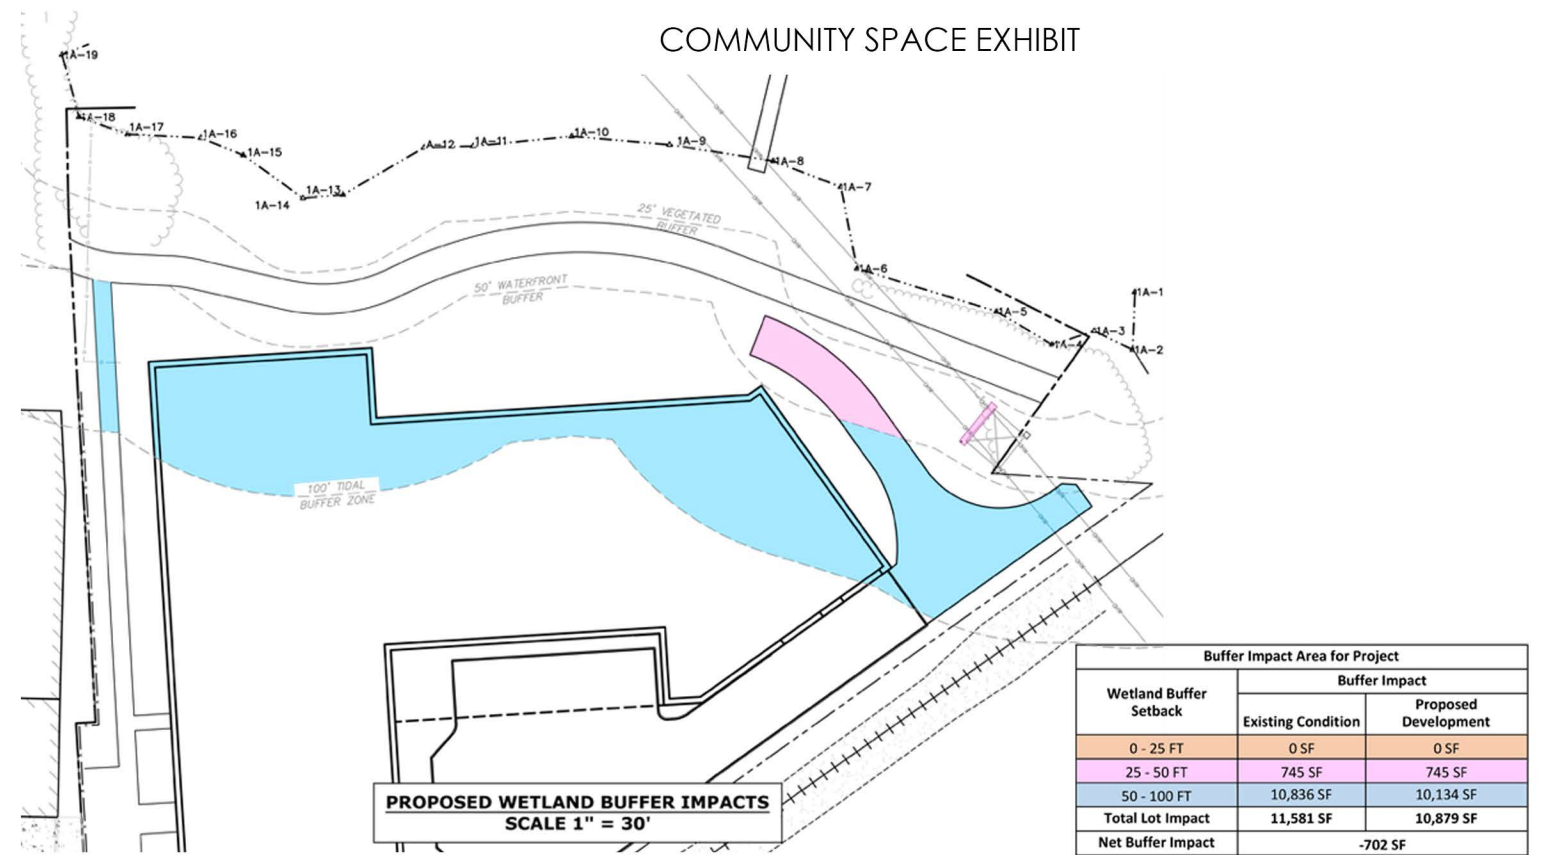 COMMUNITY SPACE EXHIBIT
1A-19
1A-18
1A-17
1A-16
1A-15
1A-14
1A-13
A-12
1A-11
1A-10
1A-9
1A-8
1A-7
1A-6
1A-5
1A-4
1A-3
1A-2
1A-1
25' VEGETATED
BUFFER
50' WATERFRONT
BUFFER
100' TIDAL
BUFFER ZONE
PROPOSED WETLAND BUFFER IMPACTS
SCALE 1" = 30'
Buffer Impact Area for Project
Wetland Buffer
Setback
Buffer Impact
Existing Condition
Proposed
Development
0 - 25 FT 0 SF 0 SF
25 - 50 FT 745 SF 745 SF
50 - 100 FT 10,836 SF 10,134 SF
Total Lot Impact 11,581 SF 10,879 SF
Net Buffer Impact -702 SF